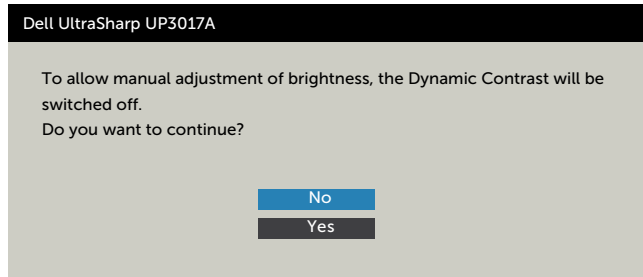 Dell UltraSharp UP3017A
To allow manual adjustment of brightness, the Dynamic Contrast will be
switched off.
Do you want to continue?
No
Yes